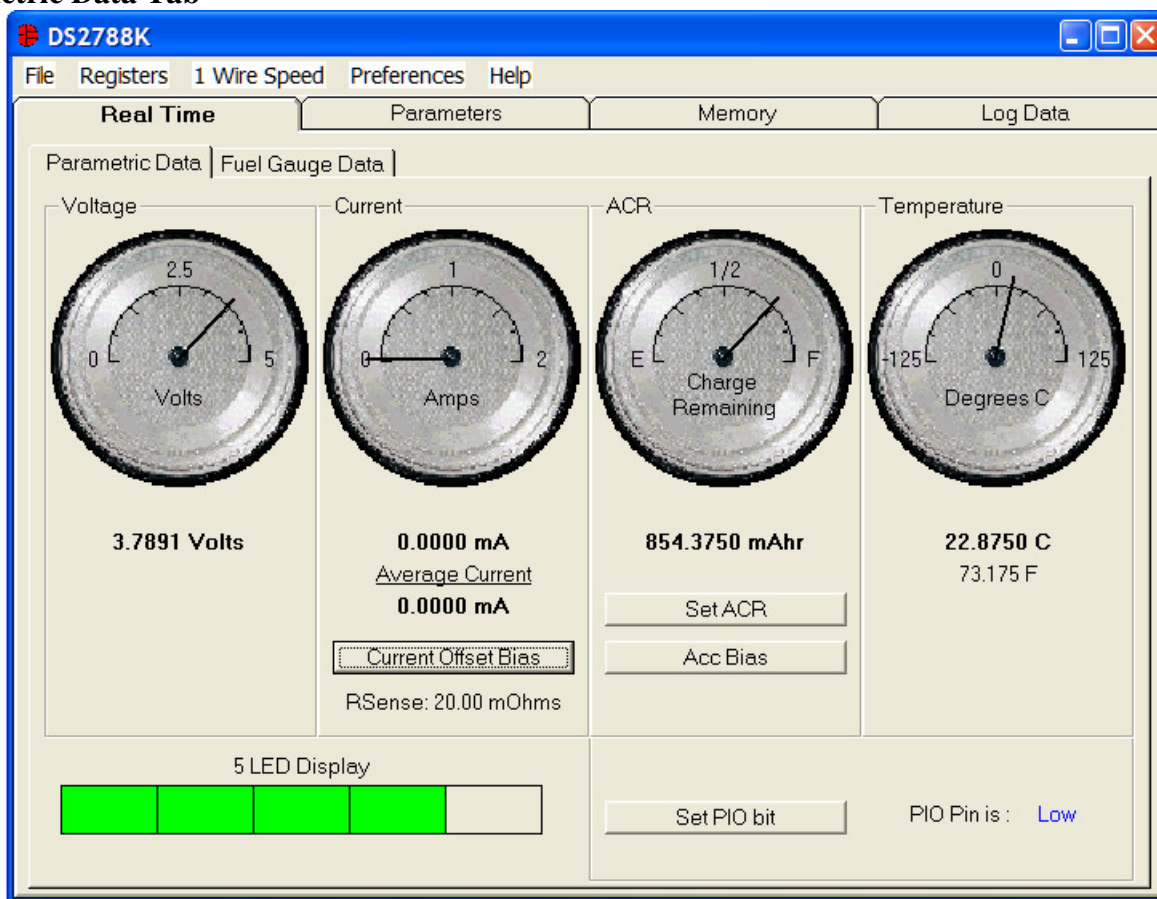 etric Data Tab
DS2788K
File Registers 1 Wire Speed Preferences Help
Real Time Parameters Memory Log Data
Parametric Data Fuel Gauge Data
Voltage Current ACR Temperature
2.5 1 1/2 0
0 5 0 2 E F -125 125
Volts Amps Charge Remaining Degrees C
3.7891 Volts 0.0000 mA 854.3750 mAhr 22.8750 C
Average Current 73.175 F
0.0000 mA Set ACR
Current Offset Bias Acc Bias
RSense: 20.00 mOhms
5 LED Display
Set PIO bit PIO Pin is : Low